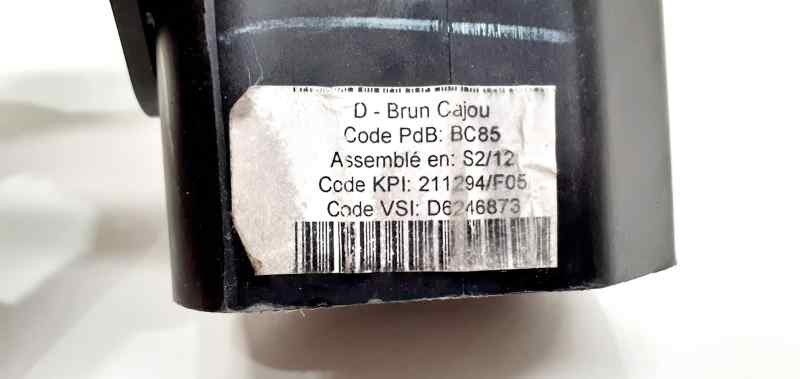 D - Brun Cajou
Code PdB: BC85
Assemblé en: S2/12
Code KPI: 211294/F05
Code VSI: D6246873